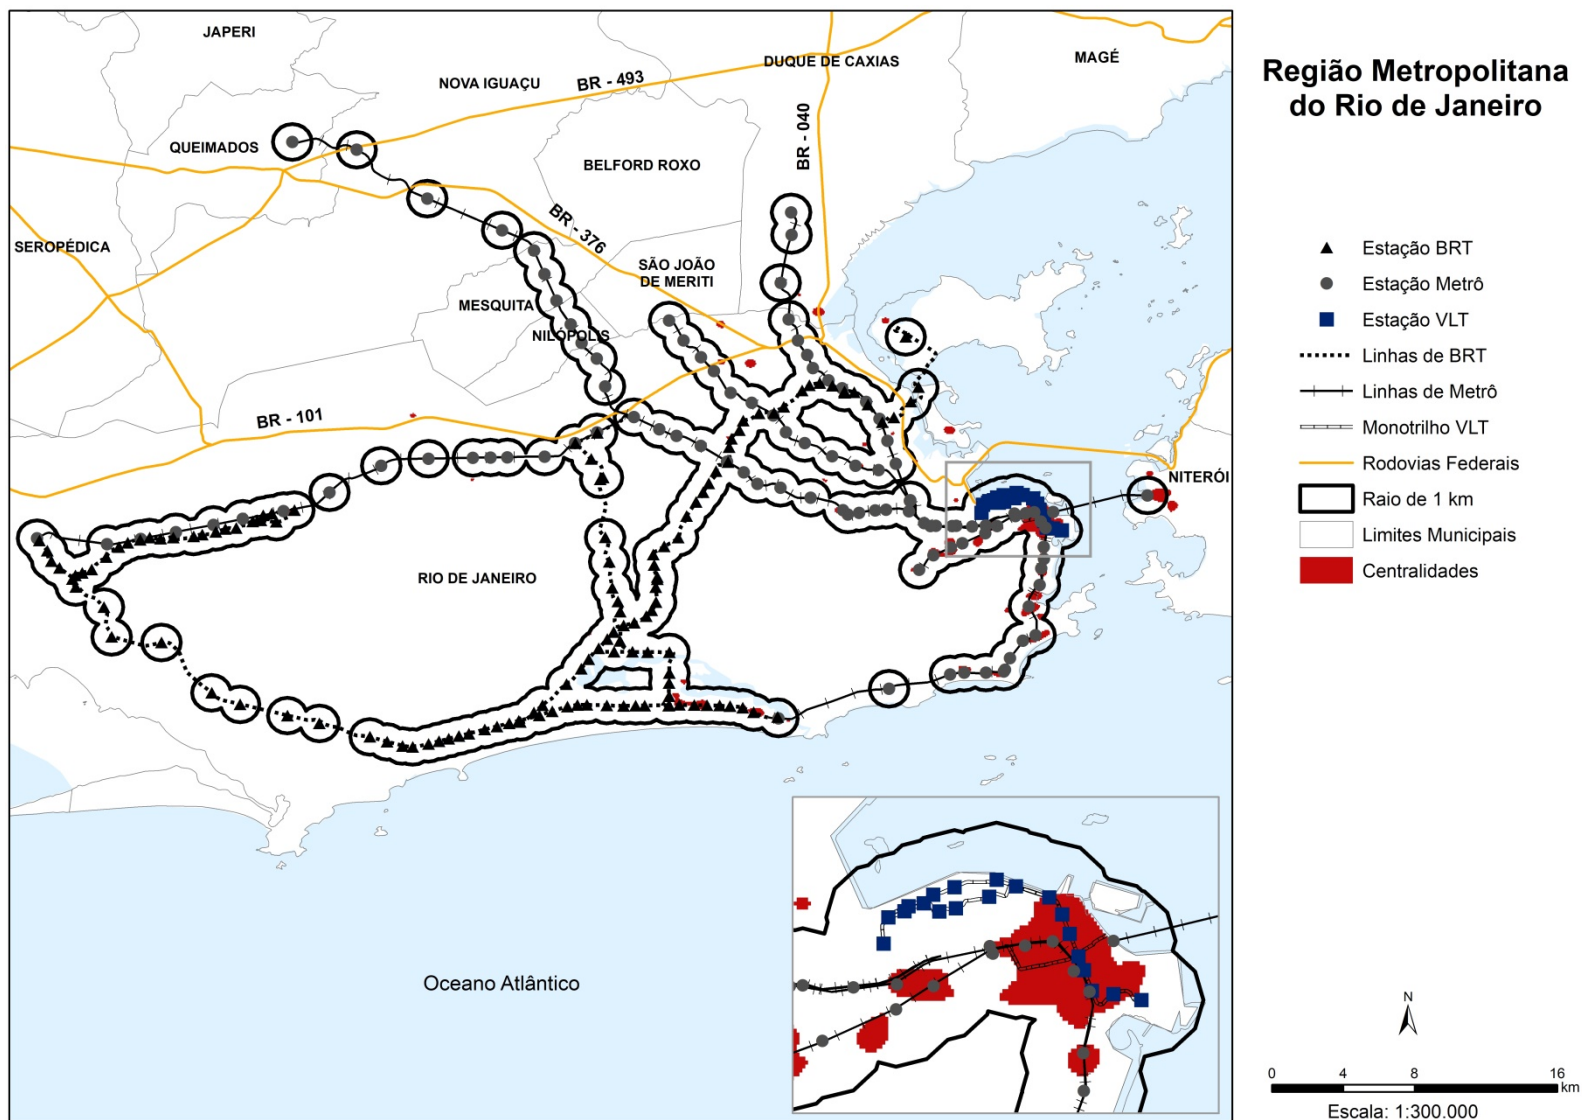 JAPERI
NOVA IGUAÇU
BR - 493
DUQUE DE CAXIAS
MAGÉ
BR - 040
QUEIMADOS
BELFORD ROXO
BR - 376
SEROPÉDICA
SÃO JOÃO
DE MERITI
MESQUITA
NILÓPOLIS
BR - 101
NITERÓI
RIO DE JANEIRO
Oceano Atlântico
Região Metropolitana
do Rio de Janeiro
Estação BRT
Estação Metrô
Estação VLT
Linhas de BRT
Linhas de Metrô
Monotrilho VLT
Rodovias Federais
Raio de 1 km
Limites Municipais
Centralidades
N
0 4 8 16
km
Escala: 1:300.000